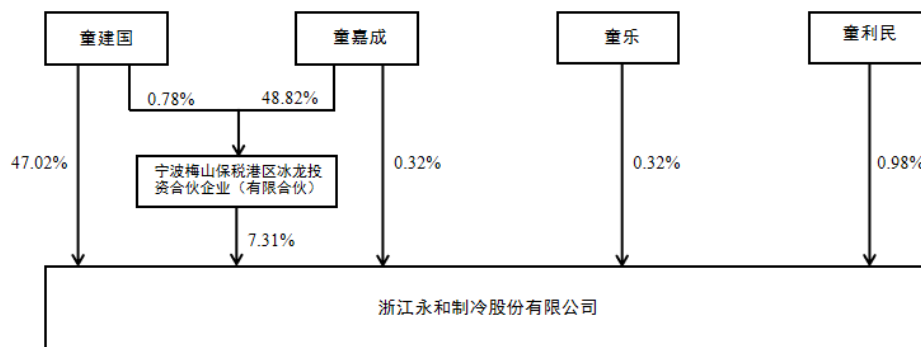 童建国
童嘉成
童乐
童利民
0.78%
48.82%
47.02%
宁波梅山保税港区冰龙投
资合伙企业（有限合伙）
0.32%
0.32%
0.98%
7.31%
浙江永和制冷股份有限公司